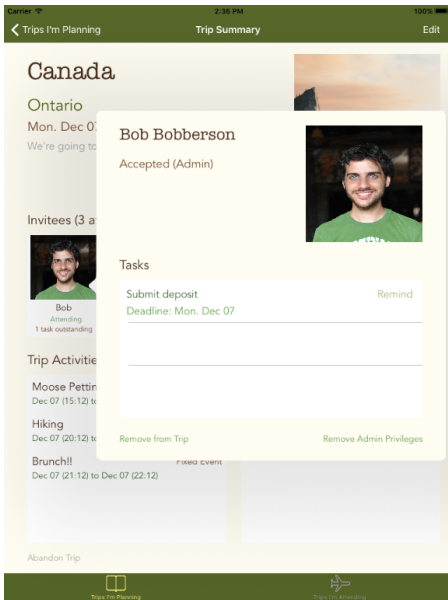 Carrier 2:36 PM 100%
Trips I'm Planning Trip Summary Edit
Canada
Ontario
Mon. Dec 07
We're going to
Bob Bobberson
Accepted (Admin)
Tasks
Submit deposit Remind
Deadline: Mon. Dec 07
Remove from Trip Remove Admin Privileges
Invitees (3 a
Bob
Attending
1 task outstanding
Trip Activitie
Moose Pettin
Dec 07 (15:12) to
Hiking
Dec 07 (20:12) to
Brunch!! Fixed Event
Dec 07 (21:12) to Dec 07 (22:12)
Abandon Trip
Trips I'm Planning Trips I'm Attending